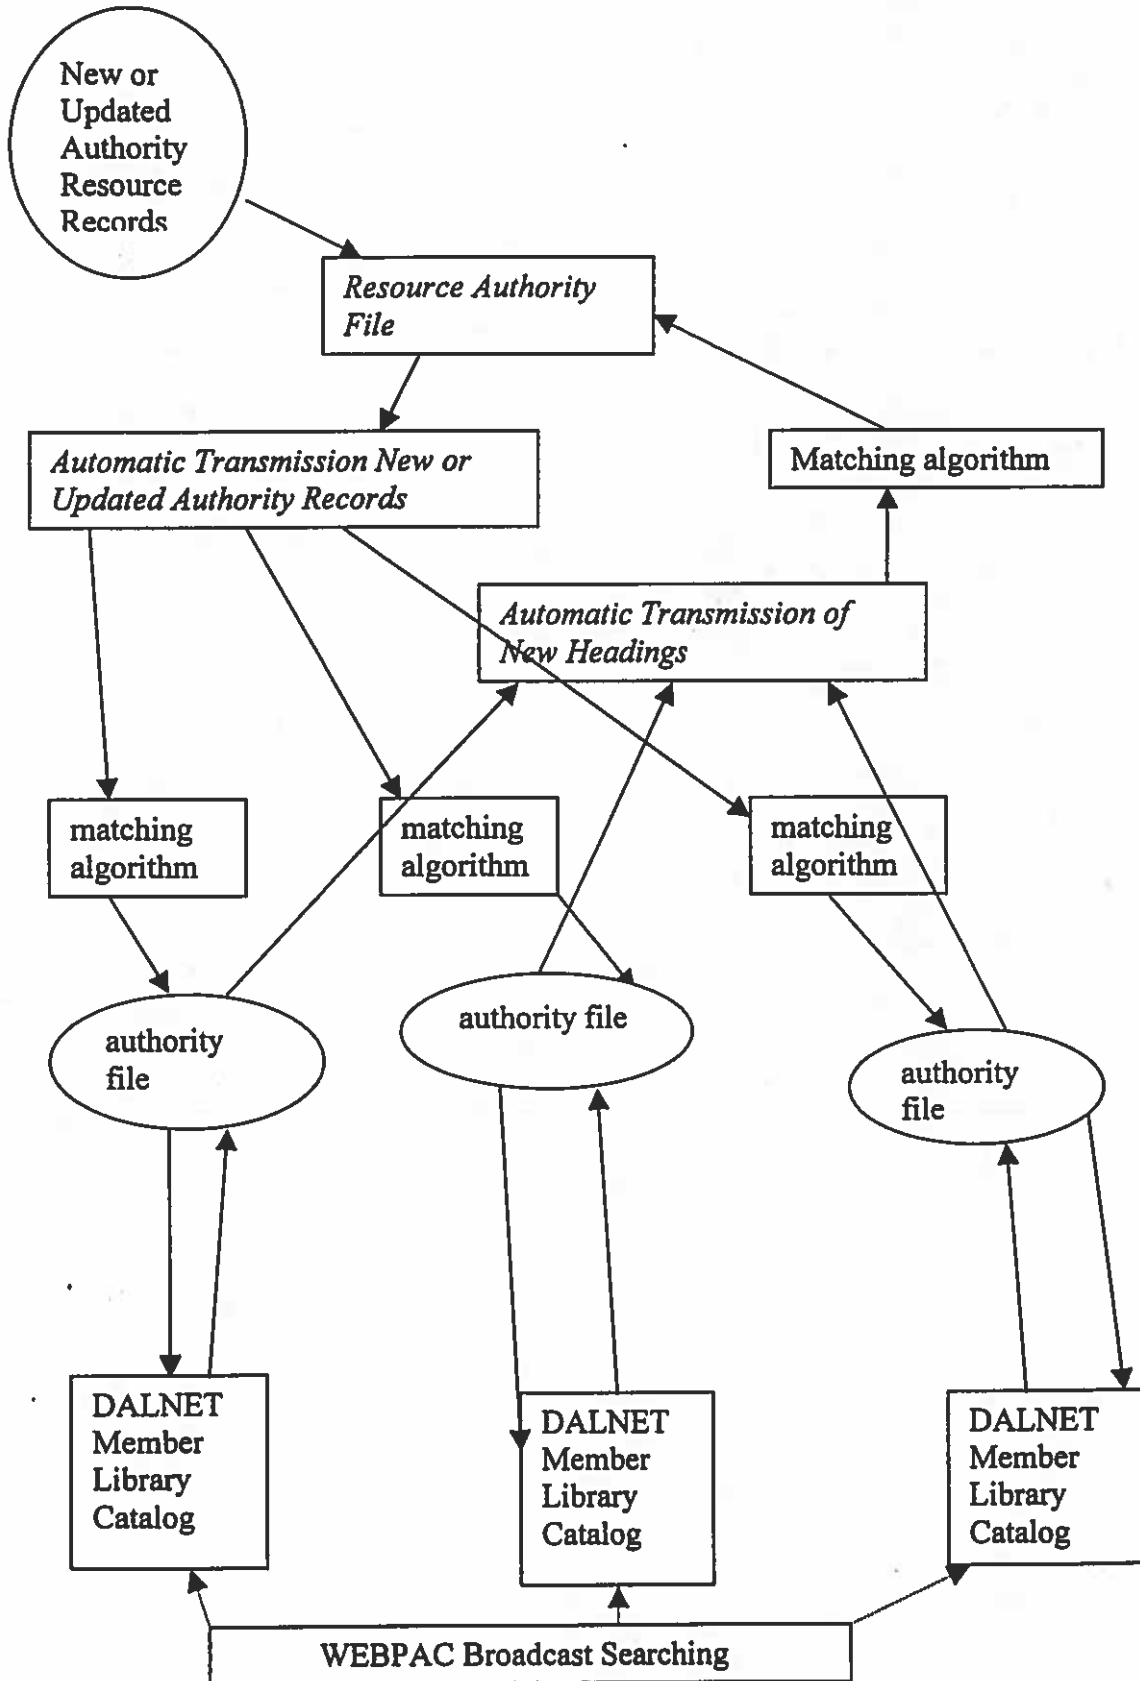 New or
Updated
Authority
Resource
Records
Resource Authority
File
Automatic Transmission New or
Updated Authority Records
Matching algorithm
Automatic Transmission of
New Headings
matching
algorithm
matching
algorithm
matching
algorithm
authority
file
authority file
authority
file
DALNET
Member
Library
Catalog
DALNET
Member
Library
Catalog
DALNET
Member
Library
Catalog
WEBPAC Broadcast Searching